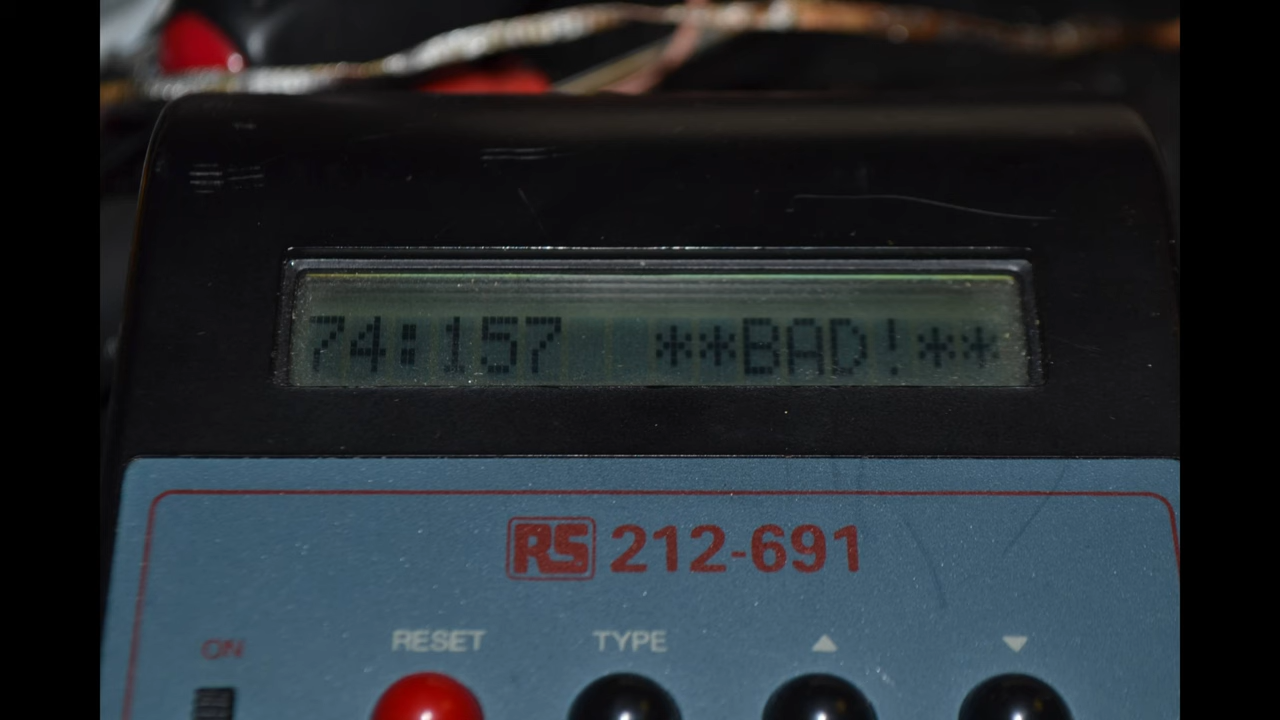 74:157 **BAD!**
RS 212-691
ON RESET TYPE ▲ ▼